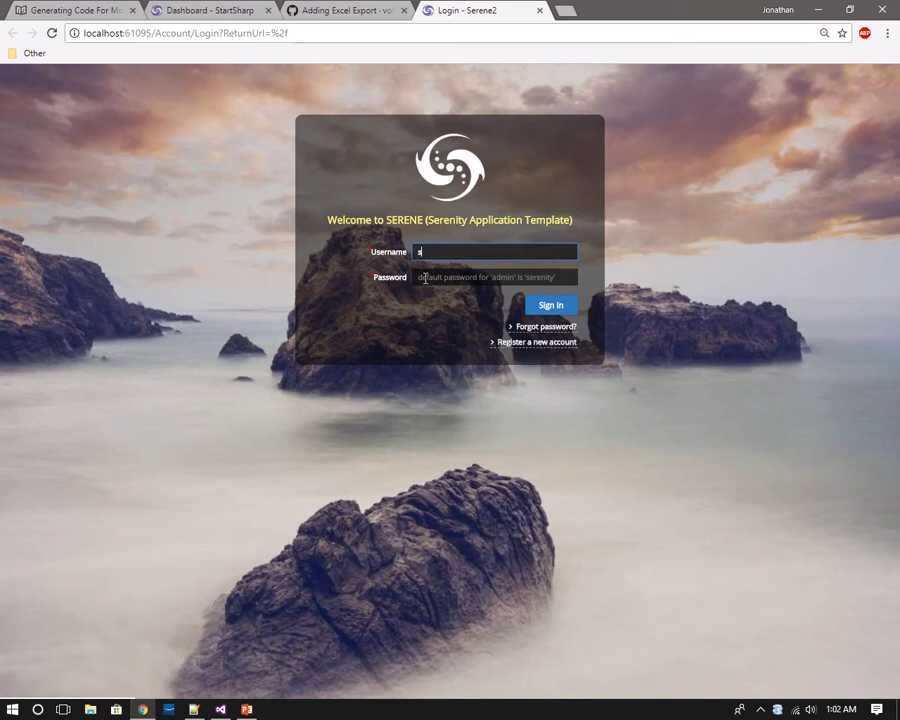 Generating Code For Mo
Dashboard - StartSharp
Adding Excel Export - vol
Login - Serene2
Jonathan
localhost:61095/Account/Login?ReturnUrl=%2f
ABP
Other
Welcome to SERENE (Serenity Application Template)
*Username s
*Password default password for 'admin' is 'serenity'
Sign In
> Forgot password?
> Register a new account
1:02 AM